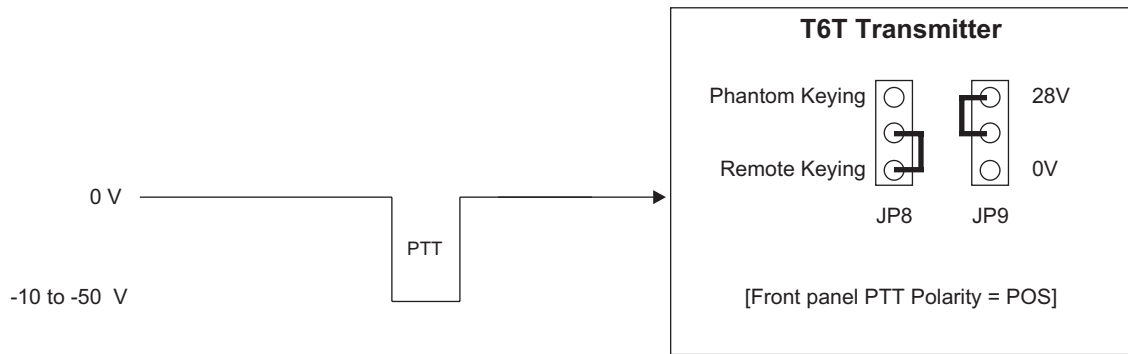 T6T Transmitter
Phantom Keying
28V
Remote Keying
0V
JP8
JP9
0 V
PTT
-10 to -50 V
[Front panel PTT Polarity = POS]